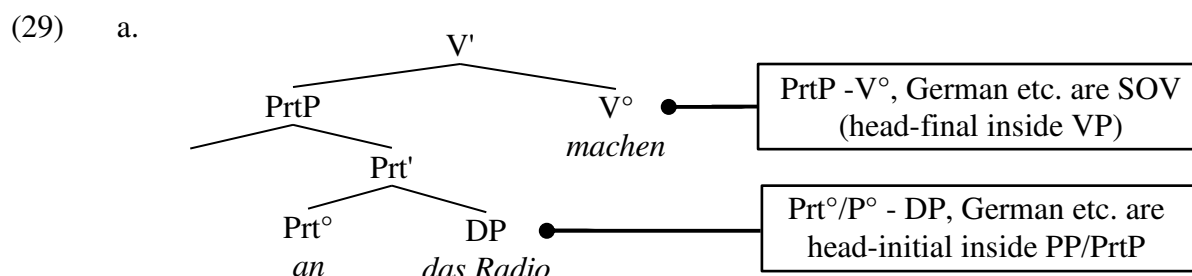 (29) a.
V'
PrtP V°
machen
PrtP -V°, German etc. are SOV
(head-final inside VP)
Prt'
Prt° DP
an das Radio
Prt°/P° - DP, German etc. are
head-initial inside PP/PrtP